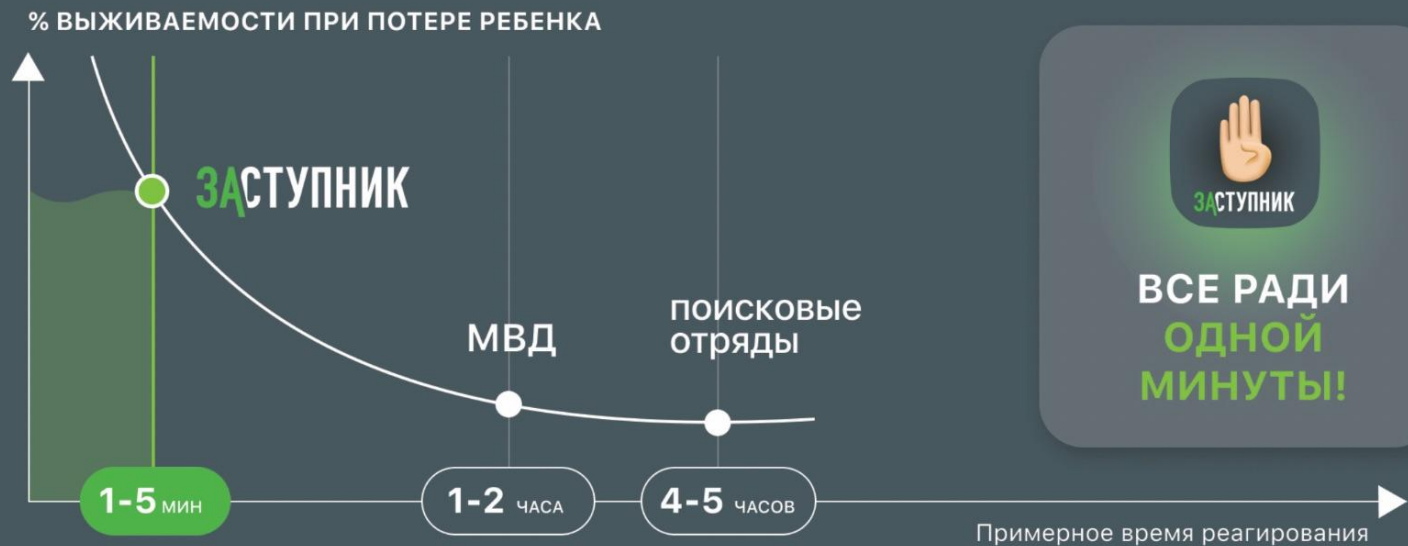 % ВЫЖИВАЕМОСТИ ПРИ ПОТЕРЕ РЕБЕНКА
ЗАСТУПНИК
МВД
поисковые
отряды
1-5 мин
1-2 часа
4-5 часов
Примерное время реагирования
ЗАСТУПНИК
ВСЕ РАДИ
ОДНОЙ
МИНУТЫ!